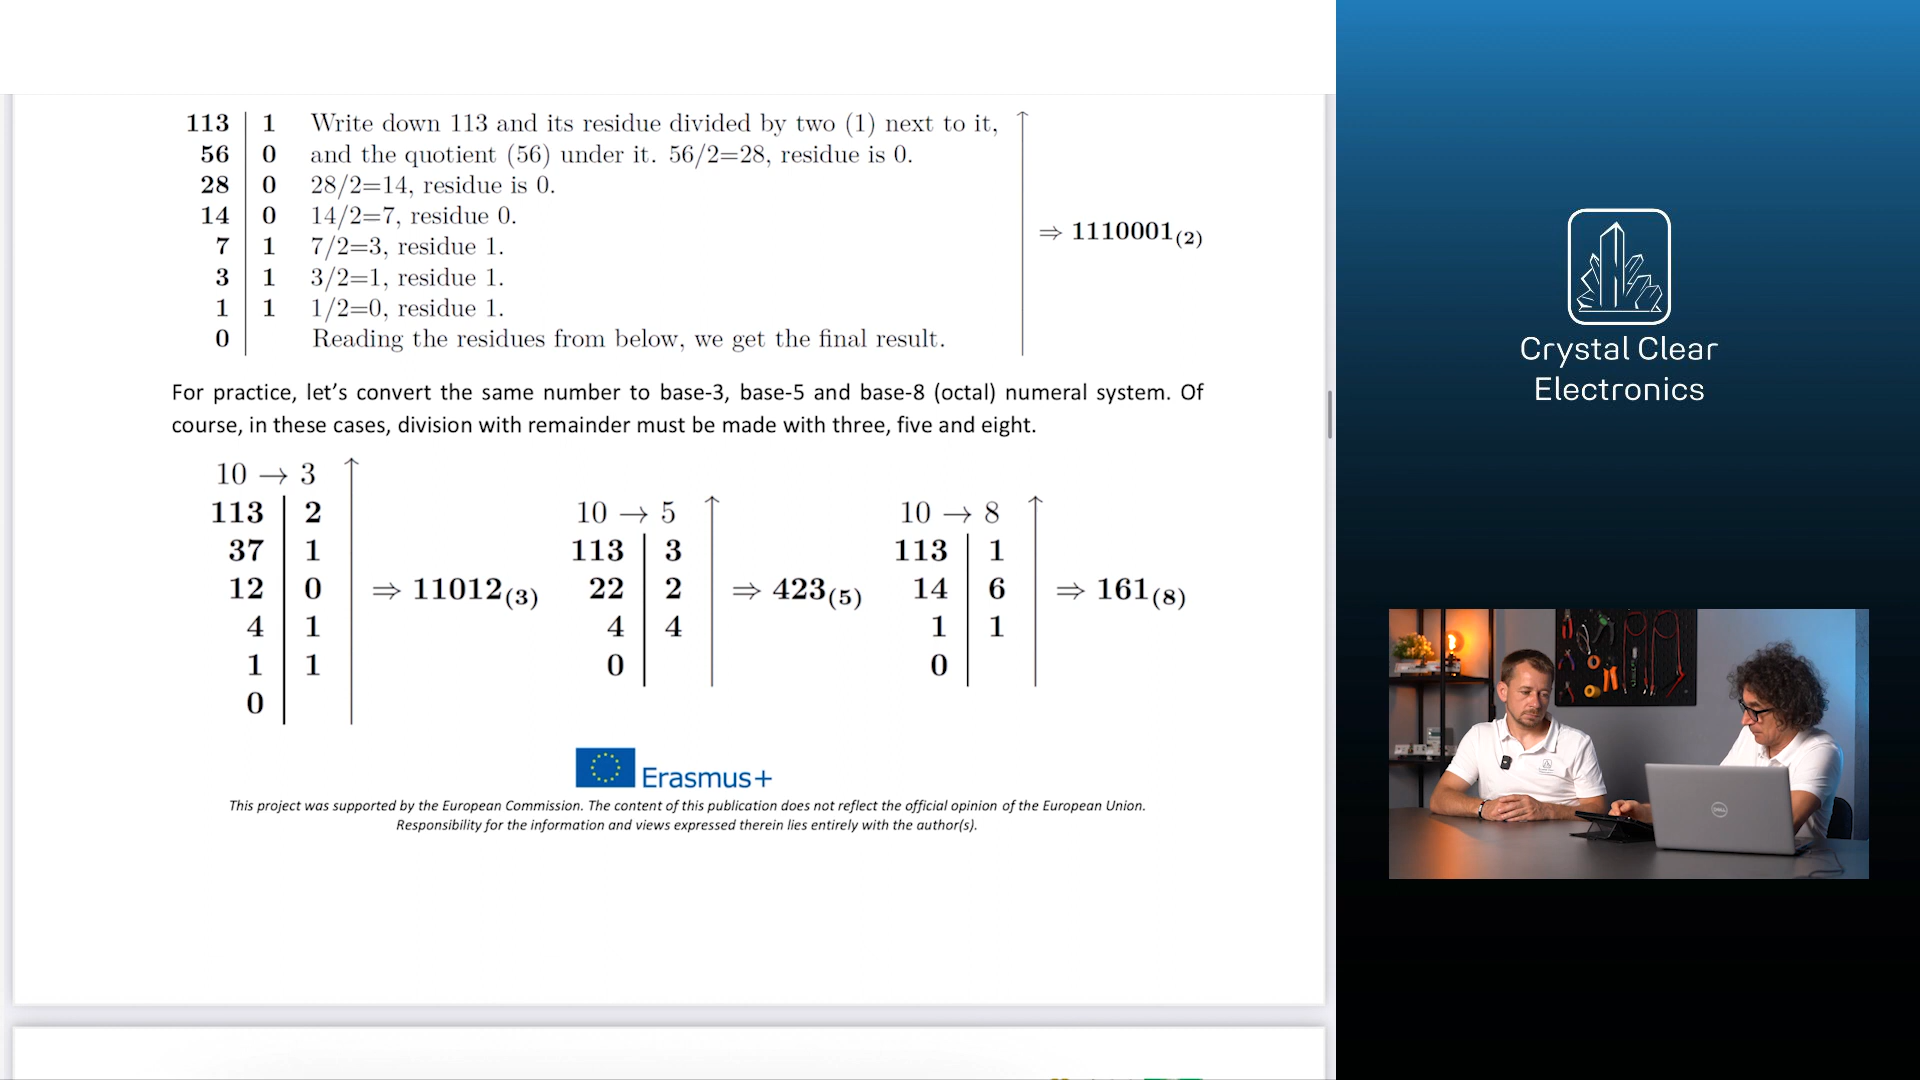 113 1 Write down 113 and its residue divided by two (1) next to it,
56 0 and the quotient (56) under it. 56/2=28, residue is 0.
28 0 28/2=14, residue is 0.
14 0 14/2=7, residue 0.
7 1 7/2=3, residue 1.
3 1 3/2=1, residue 1.
1 1 1/2=0, residue 1.
0 Reading the residues from below, we get the final result.
⇒ 1110001(2)
For practice, let’s convert the same number to base-3, base-5 and base-8 (octal) numeral system. Of
course, in these cases, division with remainder must be made with three, five and eight.
10 → 3
113 2
37 1
12 0
4 1
1 1
0
⇒ 11012(3)
10 → 5
113 3
22 2
4 4
0
⇒ 423(5)
10 → 8
113 1
14 6
1 1
0
⇒ 161(8)
Erasmus+
This project was supported by the European Commission. The content of this publication does not reflect the official opinion of the European Union.
Responsibility for the information and views expressed therein lies entirely with the author(s).
Crystal Clear
Electronics